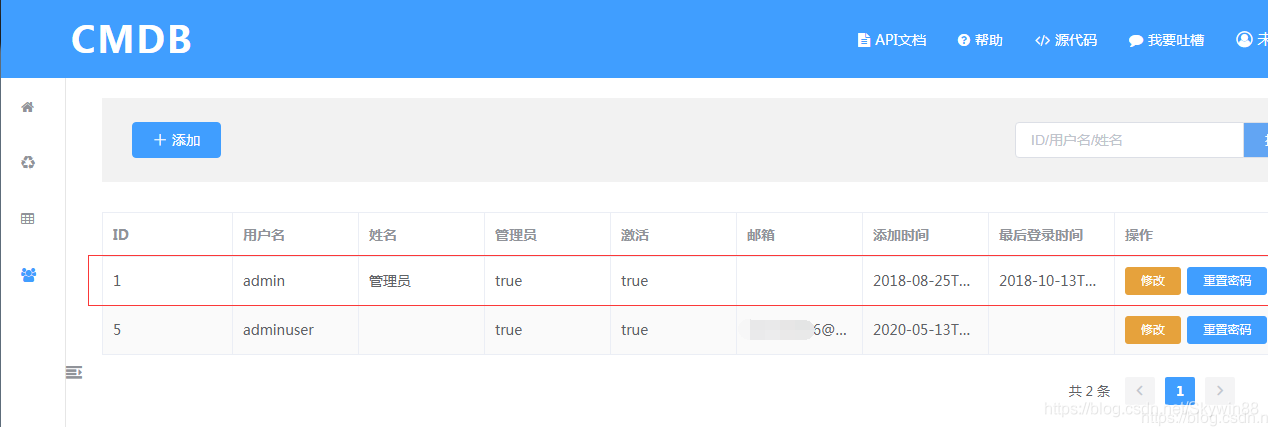 CMDB
API文档 帮助 源代码 我要吐槽
添加 ID/用户名/姓名
ID 用户名 姓名 管理员 激活 邮箱 添加时间 最后登录时间 操作
1 admin 管理员 true true 2018-08-25T... 2018-10-13T... 修改 重置密码
5 adminuser true true 6@... 2020-05-13T... 修改 重置密码
共 2 条 1
https://blog.csdn.net/Skywin88
https://blog.csdn.n